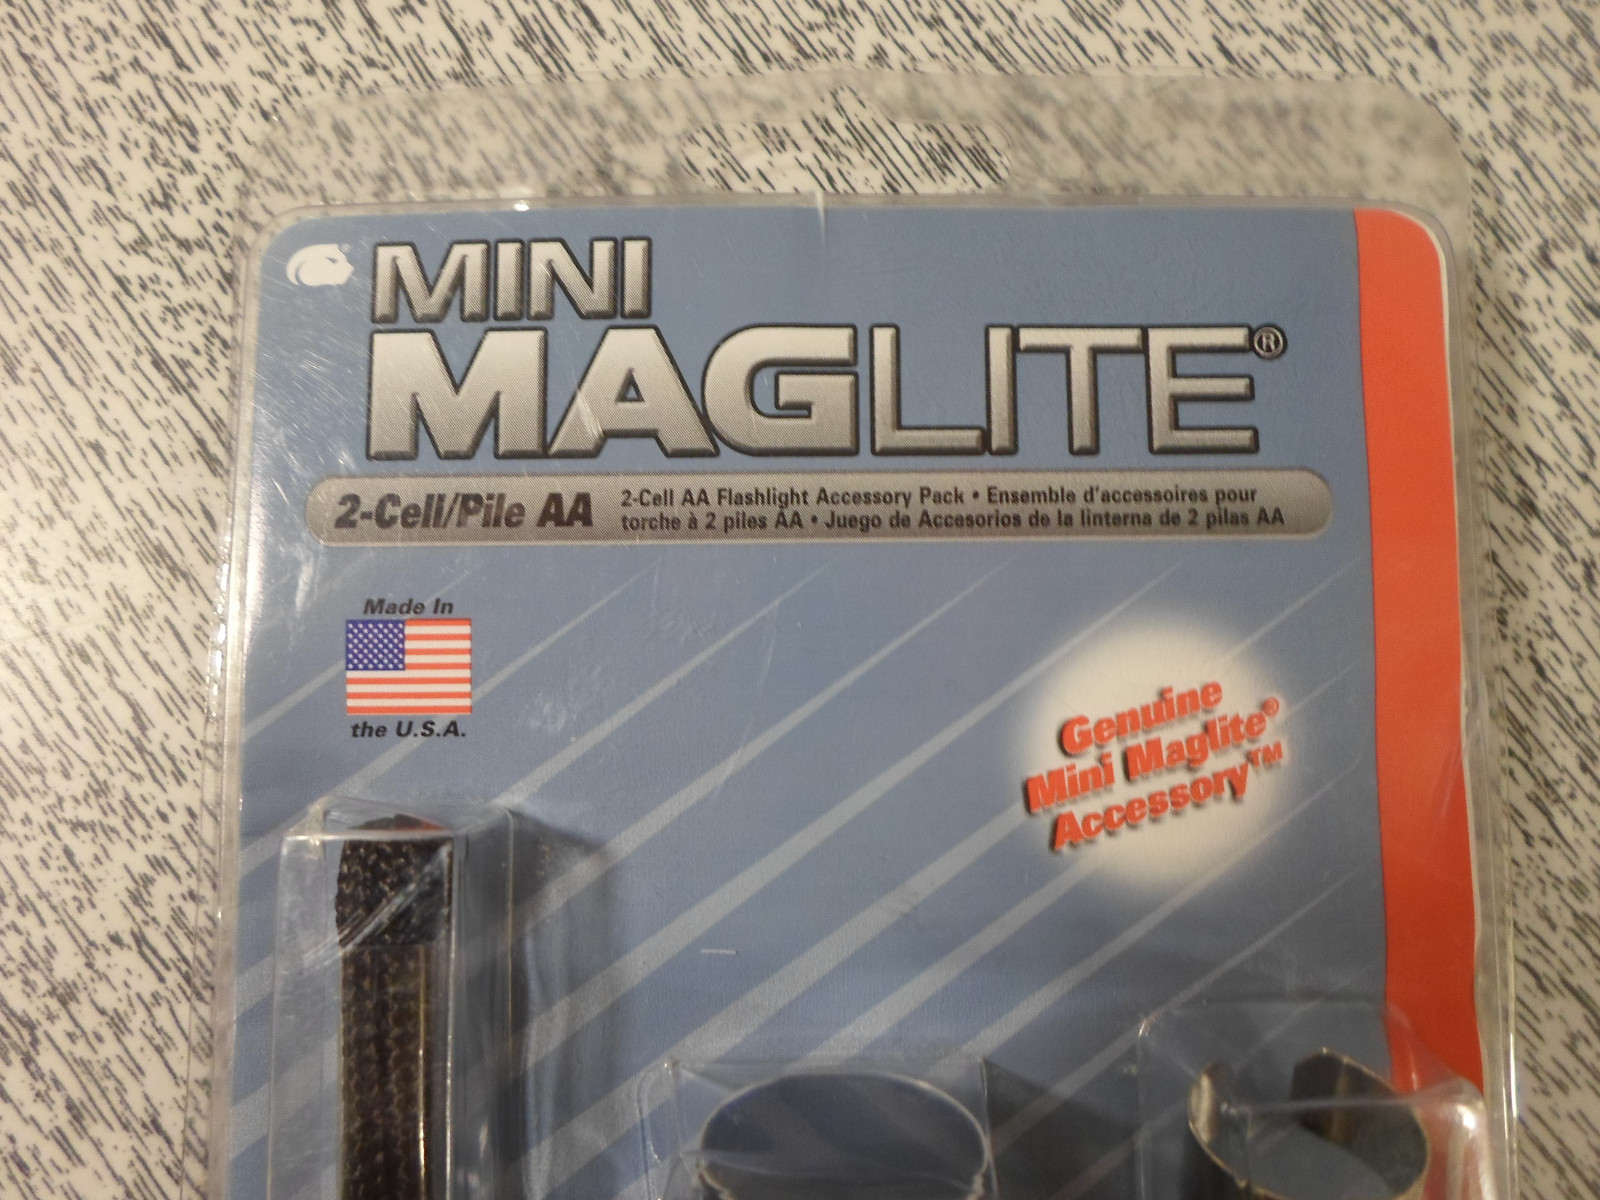 MINI
MAGLITE®
2-Cell/Pile AA
2-Cell AA Flashlight Accessory Pack • Ensemble d'accessoires pour
torche à 2 piles AA • Juego de Accesorios de la linterna de 2 pilas AA
Made In
the U.S.A.
Genuine
Mini Maglite®
Accessory™